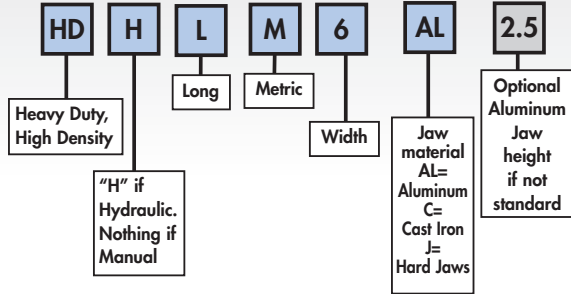 HD H L M 6 AL 2.5
Heavy Duty,
High Density
"H" if
Hydraulic.
Nothing if
Manual
Long
Metric
Width
Jaw
material
AL=
Aluminum
C=
Cast Iron
J=
Hard Jaws
Optional
Aluminum
Jaw
height
if not
standard